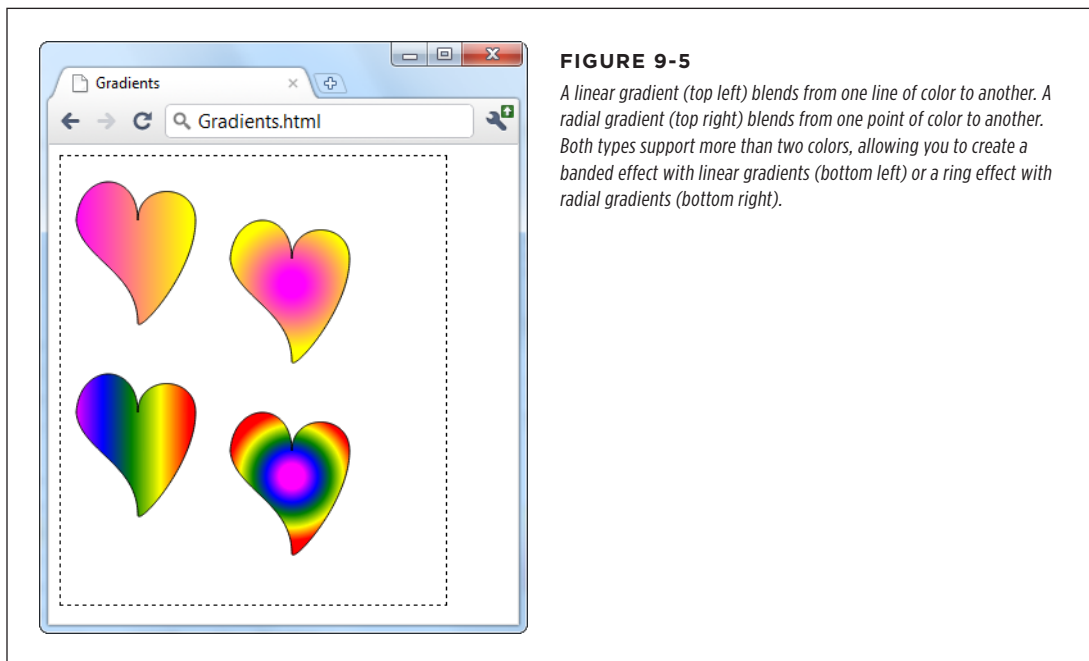 Gradients
Gradients.html
FIGURE 9-5
A linear gradient (top left) blends from one line of color to another. A
radial gradient (top right) blends from one point of color to another.
Both types support more than two colors, allowing you to create a
banded effect with linear gradients (bottom left) or a ring effect with
radial gradients (bottom right).